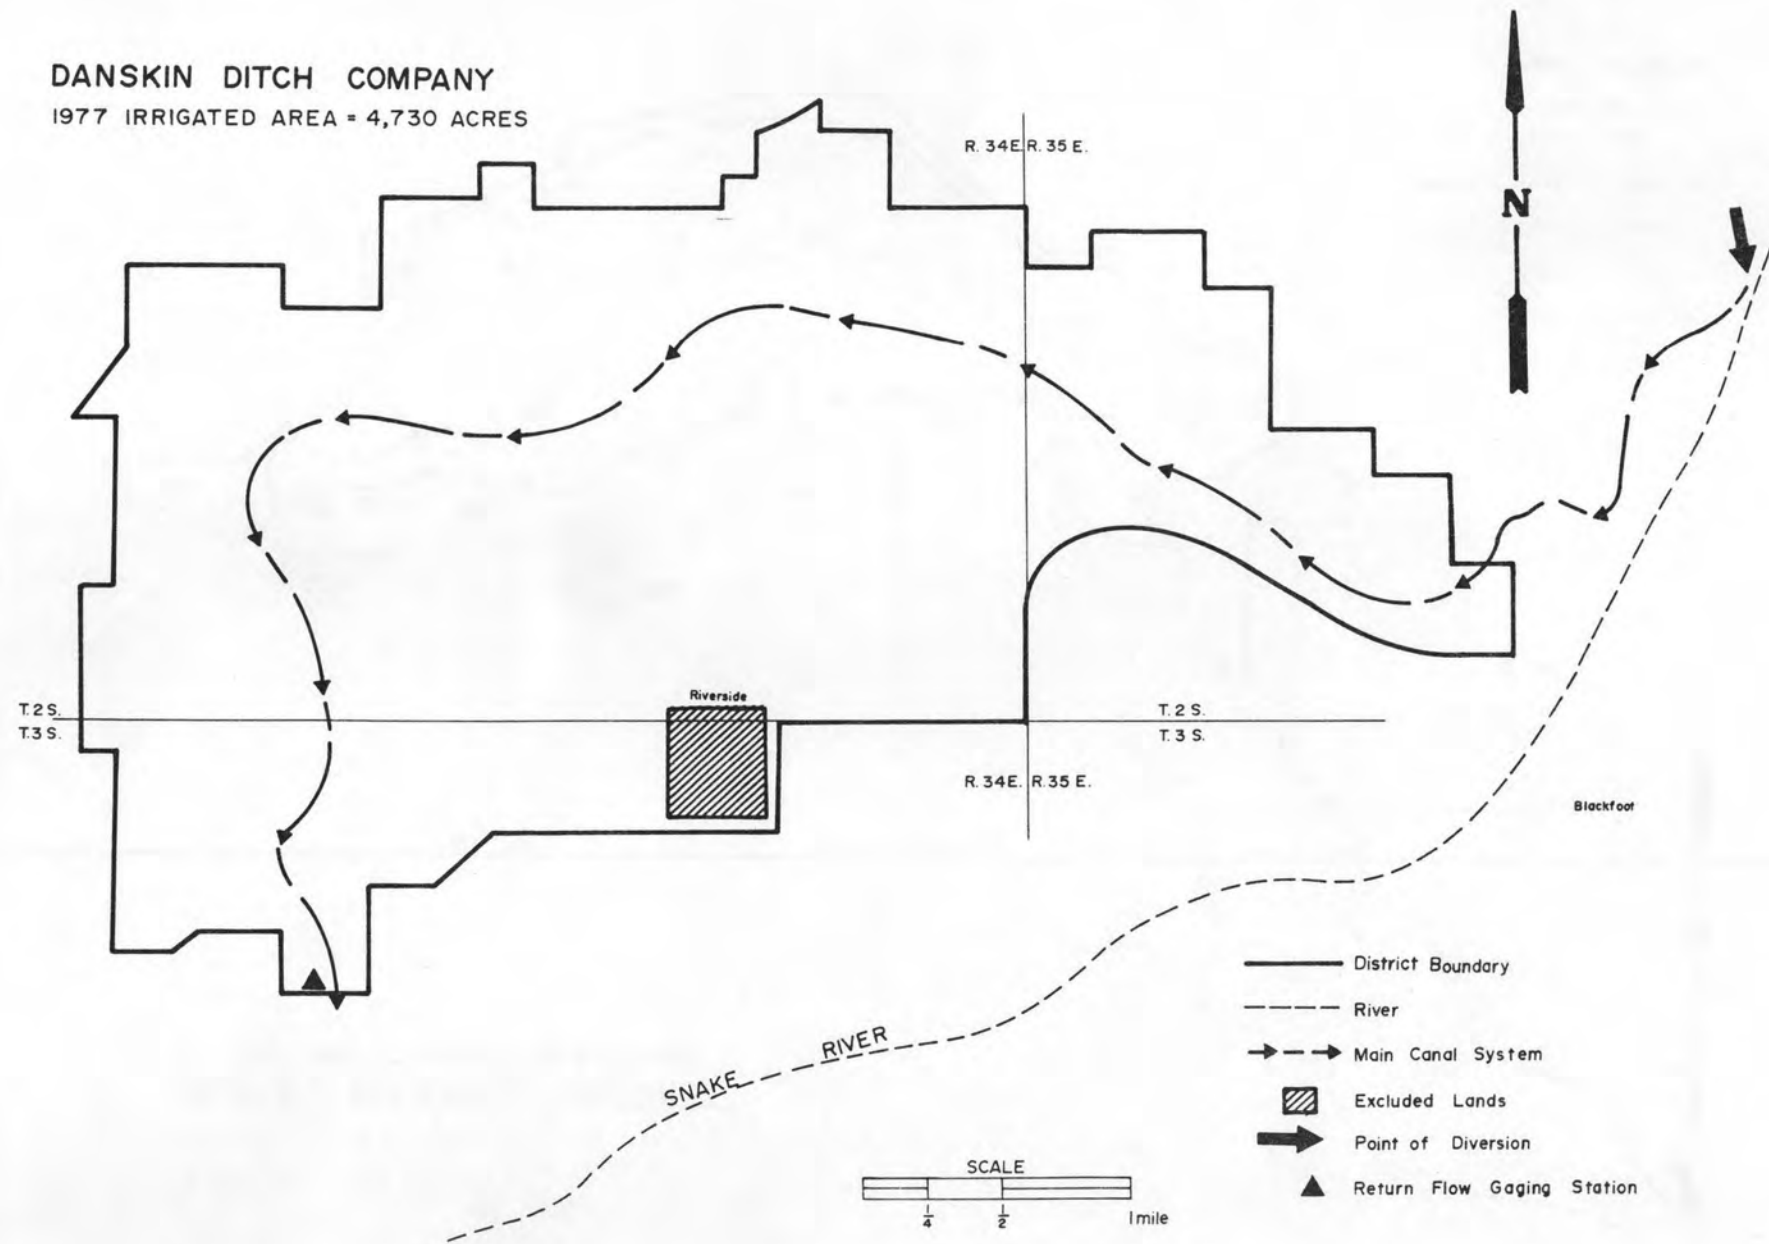 DANSKIN DITCH COMPANY
1977 IRRIGATED AREA = 4,730 ACRES
R. 34E. R. 35 E.
N
Riverside
T. 2 S.
T. 3 S.
T. 2 S.
T. 3 S.
R. 34E. R. 35 E.
Blackfoot
SNAKE RIVER
District Boundary
River
Main Canal System
Excluded Lands
Point of Diversion
Return Flow Gaging Station
SCALE
1/4 1/2 1 mile